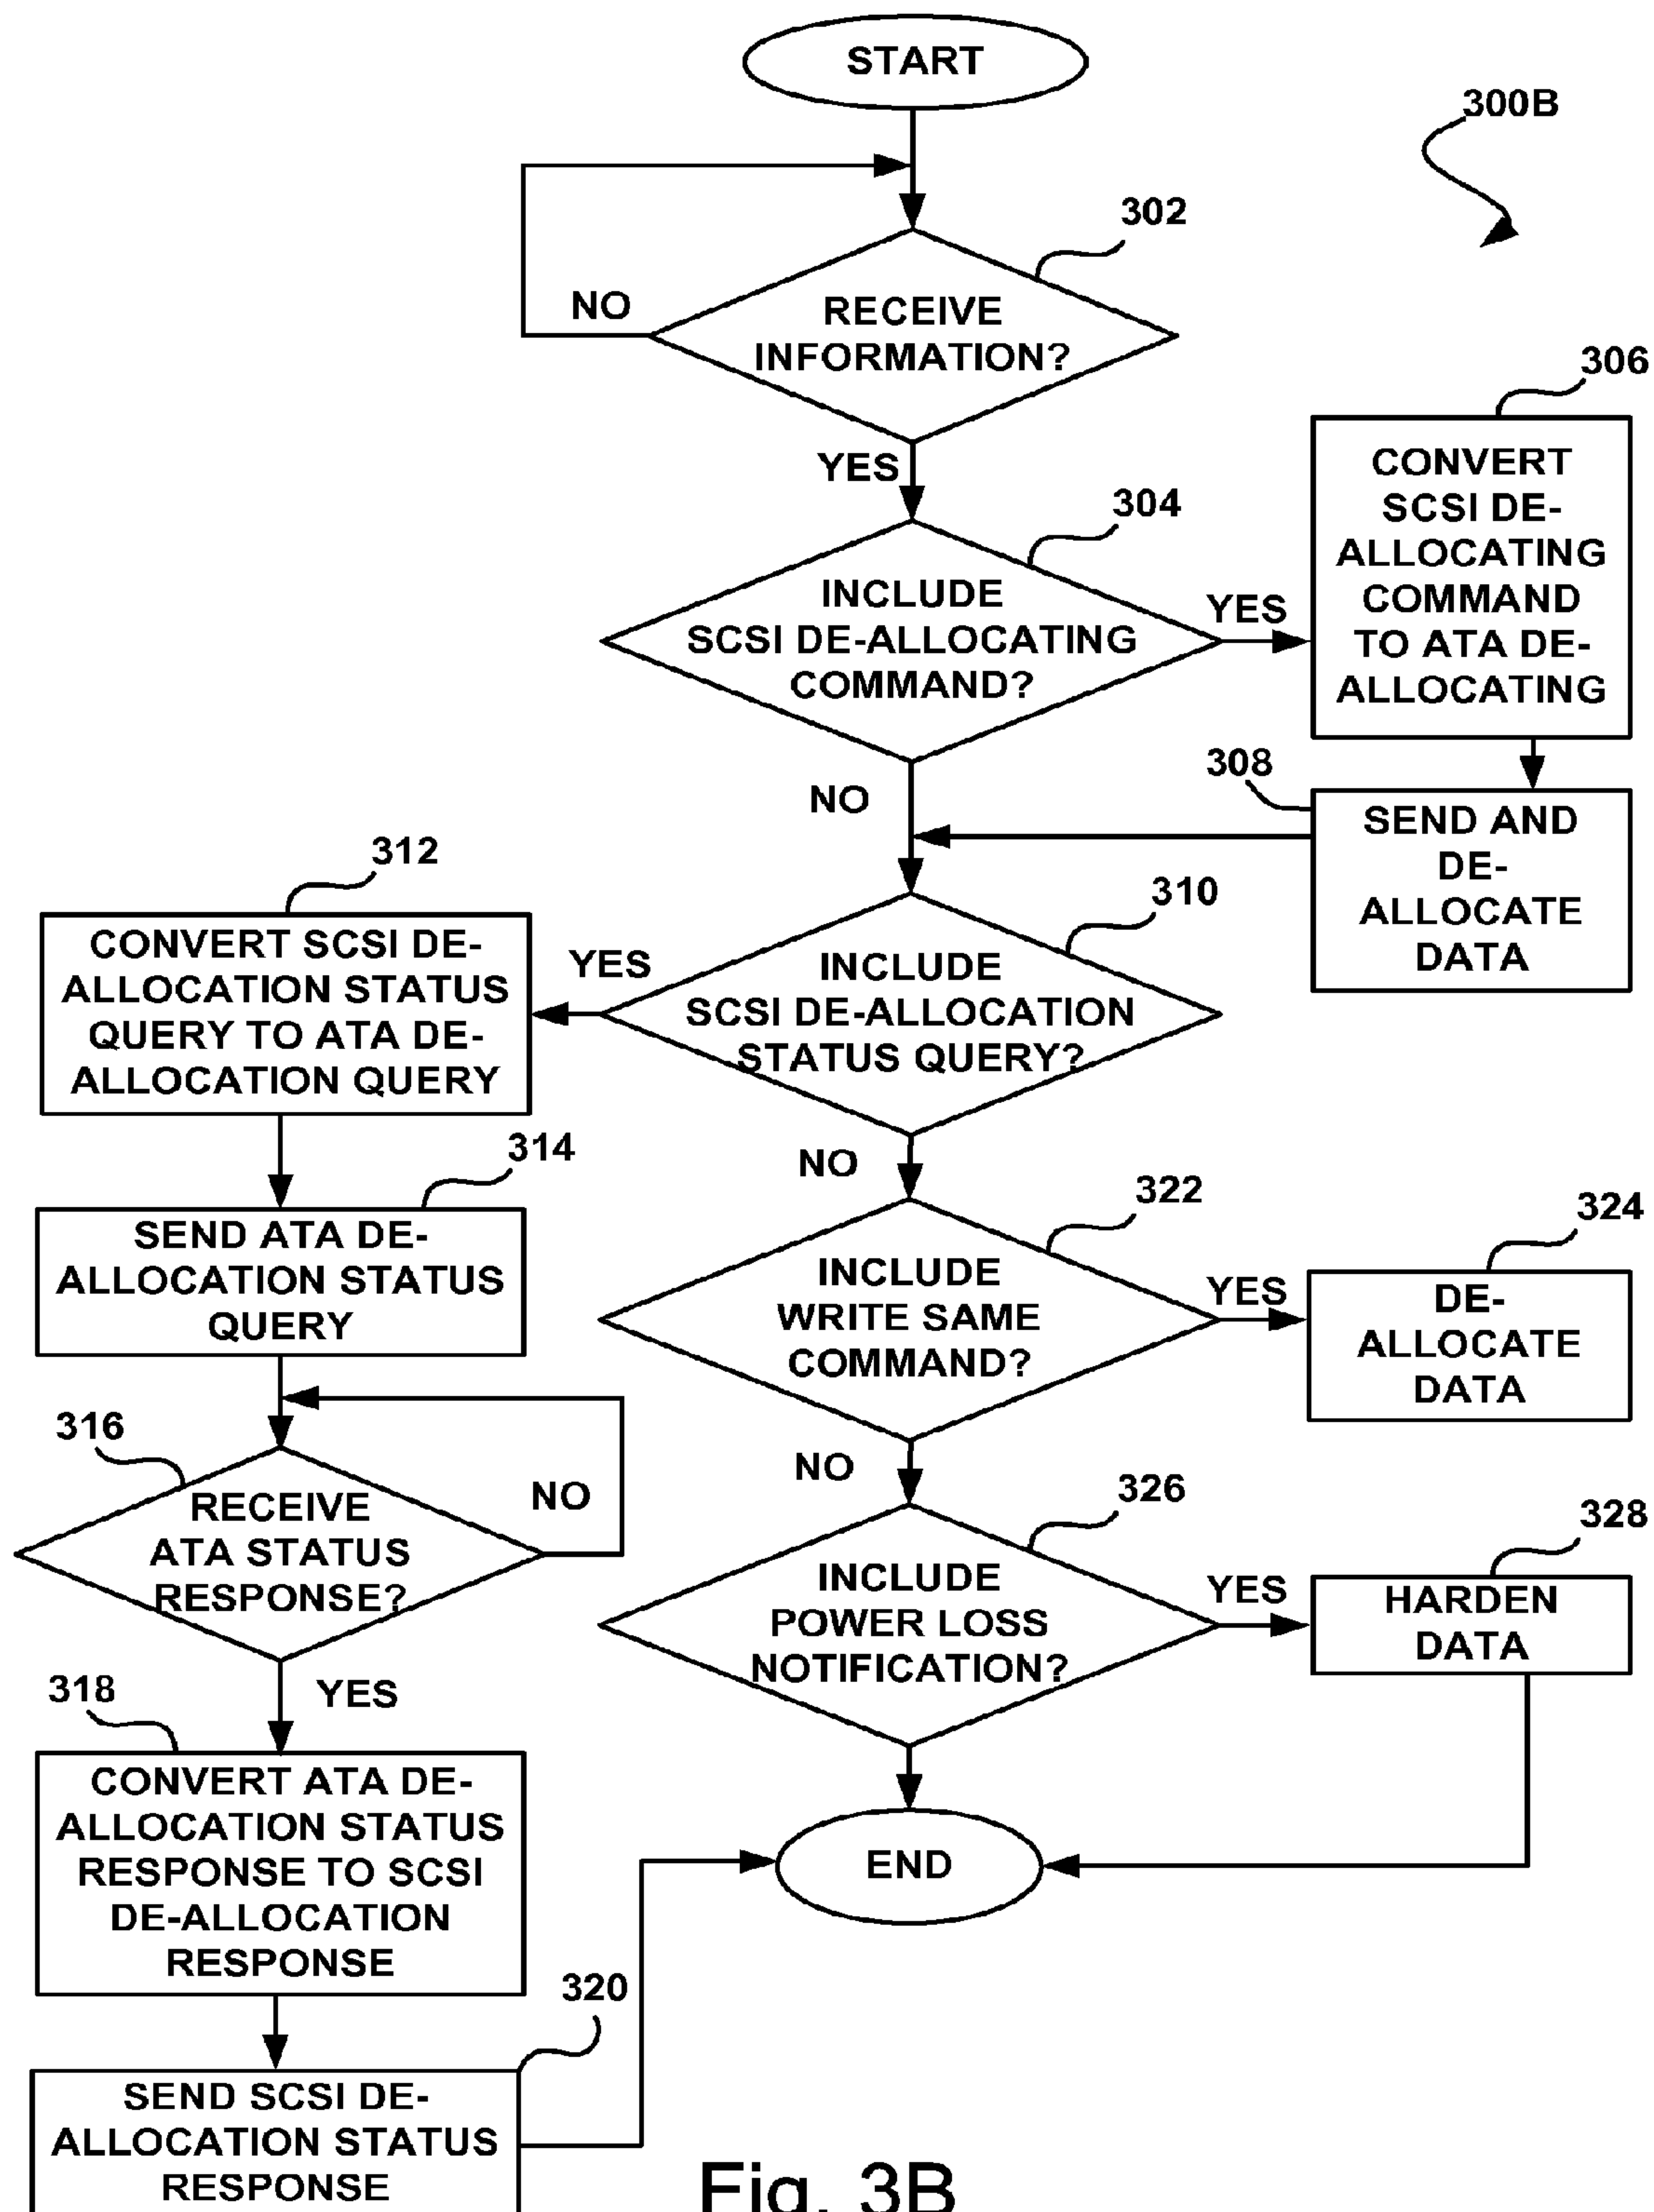 START
300B
302
NO
RECEIVE
INFORMATION?
306
YES
304
CONVERT
SCSI DE-
ALLOCATING
COMMAND
TO ATA DE-
ALLOCATING
INCLUDE
SCSI DE-ALLOCATING
COMMAND?
YES
308
NO
SEND AND
DE-
ALLOCATE
DATA
312
310
CONVERT SCSI DE-
ALLOCATION STATUS
QUERY TO ATA DE-
ALLOCATION QUERY
YES
INCLUDE
SCSI DE-ALLOCATION
STATUS QUERY?
314
NO
322
324
SEND ATA DE-
ALLOCATION STATUS
QUERY
INCLUDE
WRITE SAME
COMMAND?
YES
DE-
ALLOCATE
DATA
316
NO
326
328
RECEIVE
ATA STATUS
RESPONSE?
NO
INCLUDE
POWER LOSS
NOTIFICATION?
YES
HARDEN
DATA
318
YES
CONVERT ATA DE-
ALLOCATION STATUS
RESPONSE TO SCSI
DE-ALLOCATION
RESPONSE
END
320
SEND SCSI DE-
ALLOCATION STATUS
RESPONSE
Fig. 3B